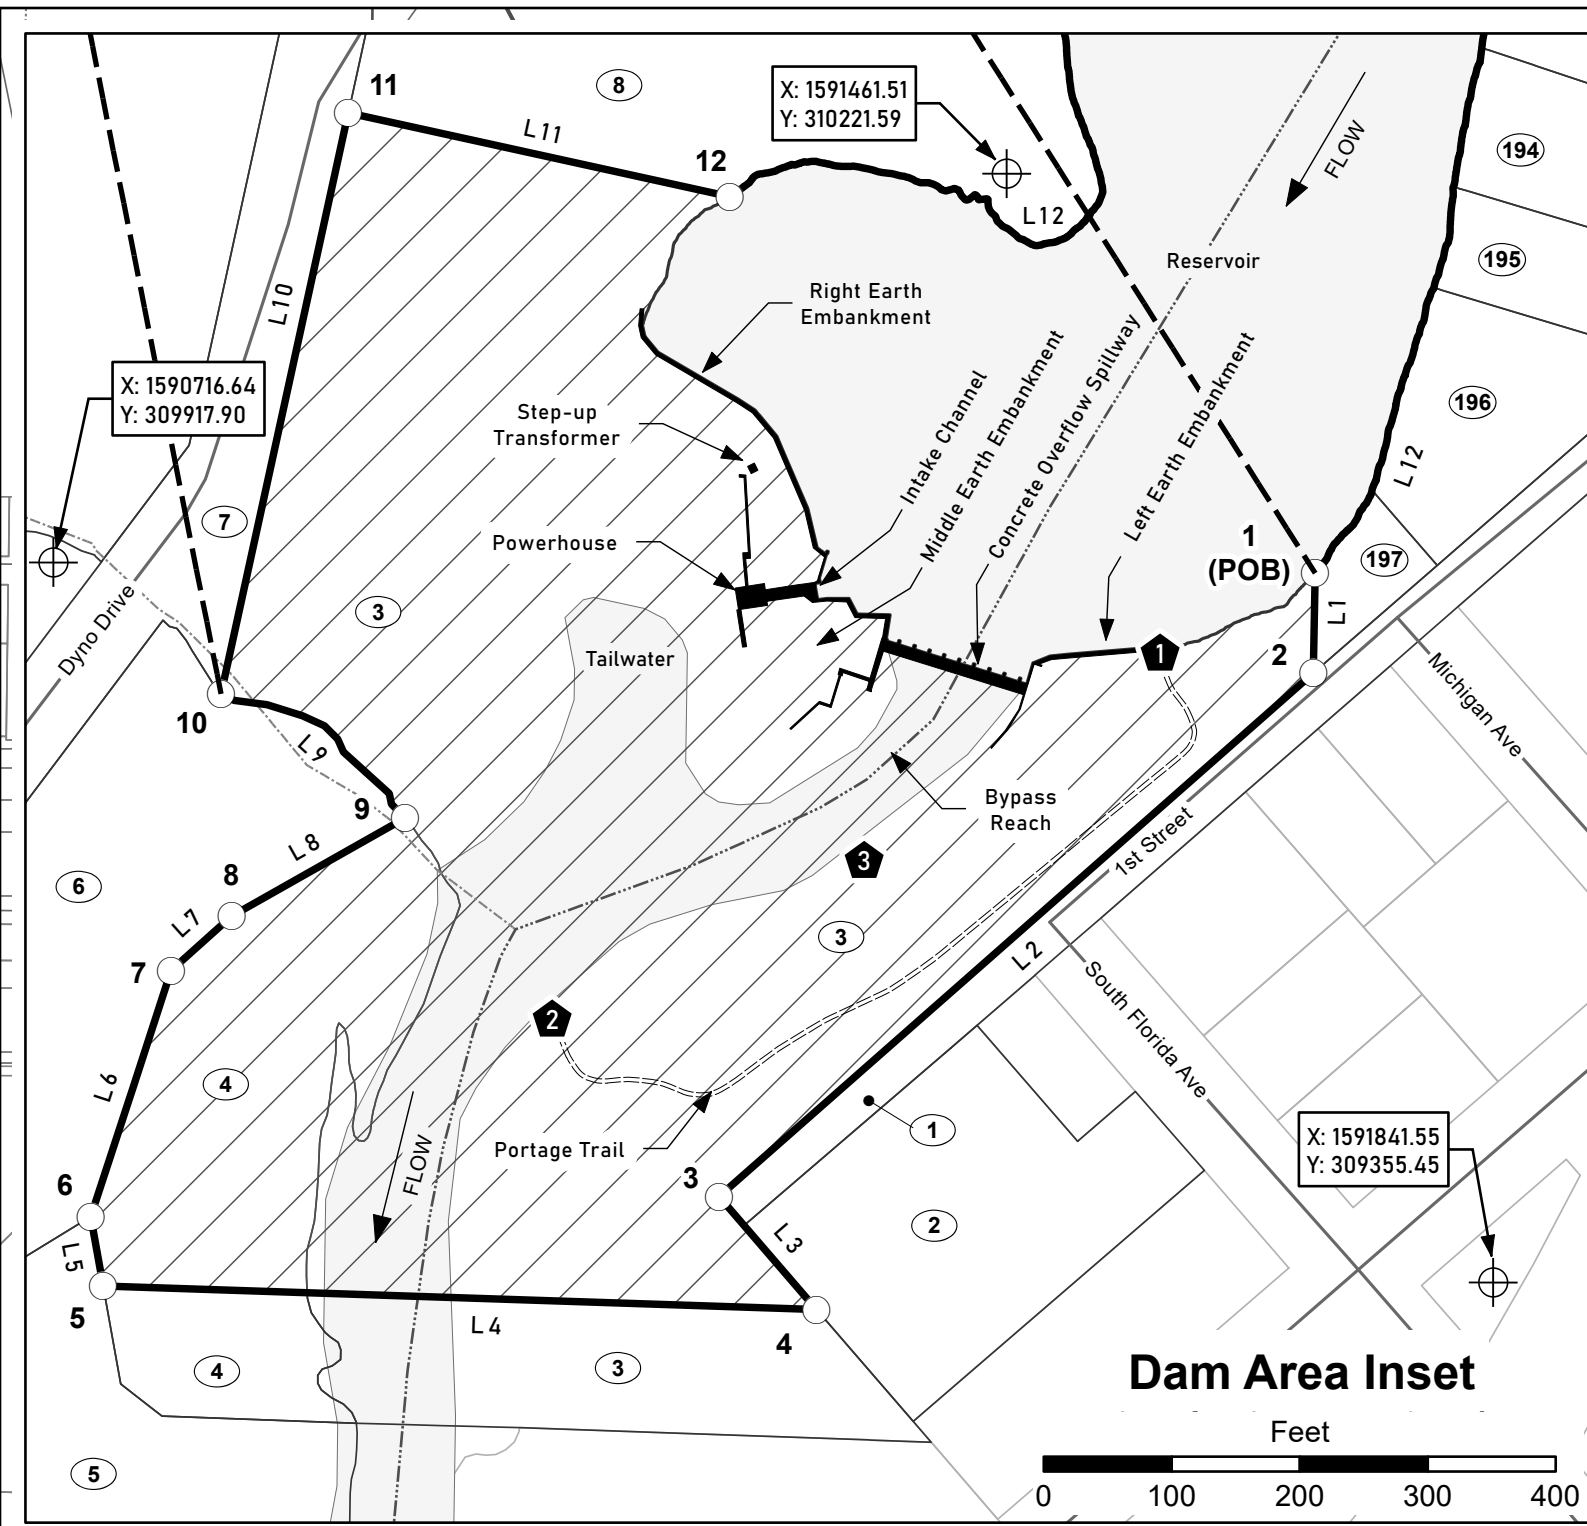 11
8
X: 1591461.51
Y: 310221.59
L11
12
FLOW
194
L12
195
Reservoir
L10
Right Earth
Embankment
X: 1590716.64
Y: 309917.90
Step-up
Transformer
Intake Channel
Middle Earth Embankment
Concrete Overflow Spillway
Left Earth Embankment
196
L12
7
Powerhouse
1
(POB)
197
Dyno Drive
3
L1
Tailwater
1
2
Michigan Ave
10
L9
9
Bypass
Reach
L8
3
1st Street
8
6
L7
3
L2
7
South Florida Ave
2
L6
4
1
Portage Trail
FLOW
X: 1591841.55
Y: 309355.45
6
3
2
L5
L3
5
L4
4
4
3
Dam Area Inset
Feet
5
0
100
200
300
400